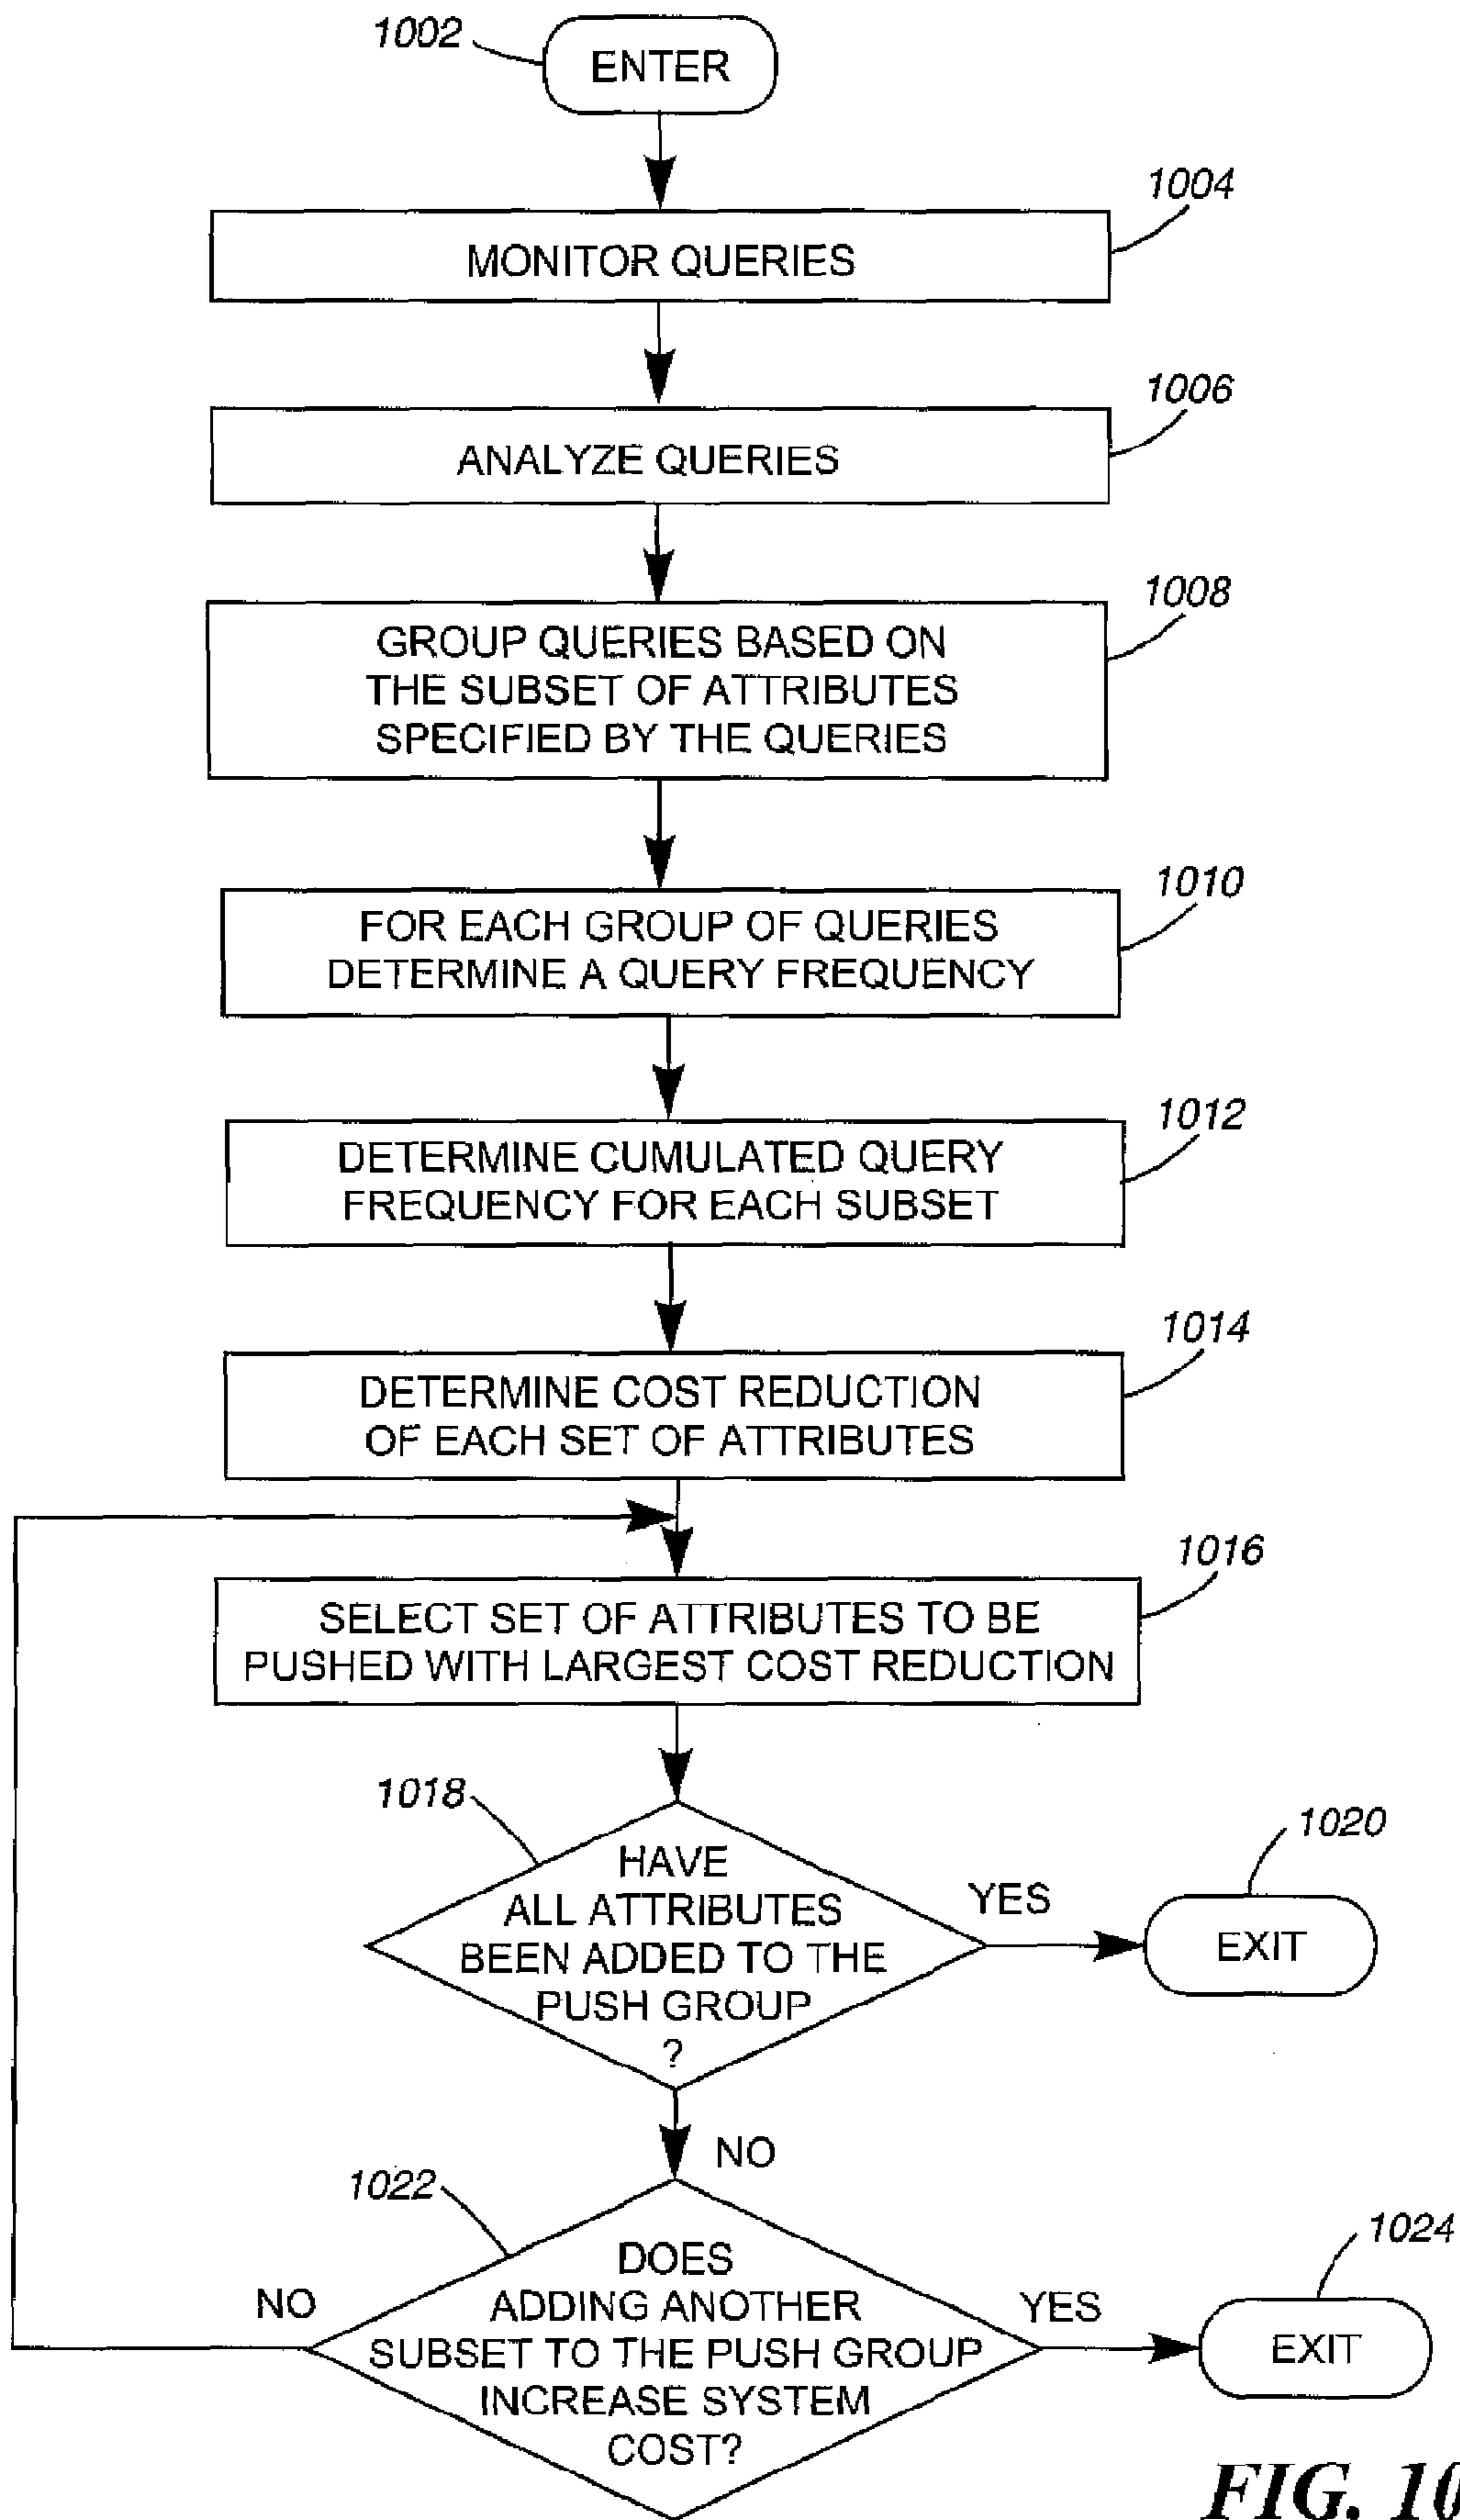 1002
ENTER
1004
MONITOR QUERIES
1006
ANALYZE QUERIES
1008
GROUP QUERIES BASED ON
THE SUBSET OF ATTRIBUTES
SPECIFIED BY THE QUERIES
1010
FOR EACH GROUP OF QUERIES
DETERMINE A QUERY FREQUENCY
1012
DETERMINE CUMULATED QUERY
FREQUENCY FOR EACH SUBSET
1014
DETERMINE COST REDUCTION
OF EACH SET OF ATTRIBUTES
1016
SELECT SET OF ATTRIBUTES TO BE
PUSHED WITH LARGEST COST REDUCTION
1018
HAVE
ALL ATTRIBUTES
BEEN ADDED TO THE
PUSH GROUP
?
YES
1020
EXIT
NO
1022
DOES
ADDING ANOTHER
SUBSET TO THE PUSH GROUP
INCREASE SYSTEM
COST?
NO
YES
1024
EXIT
FIG. 10